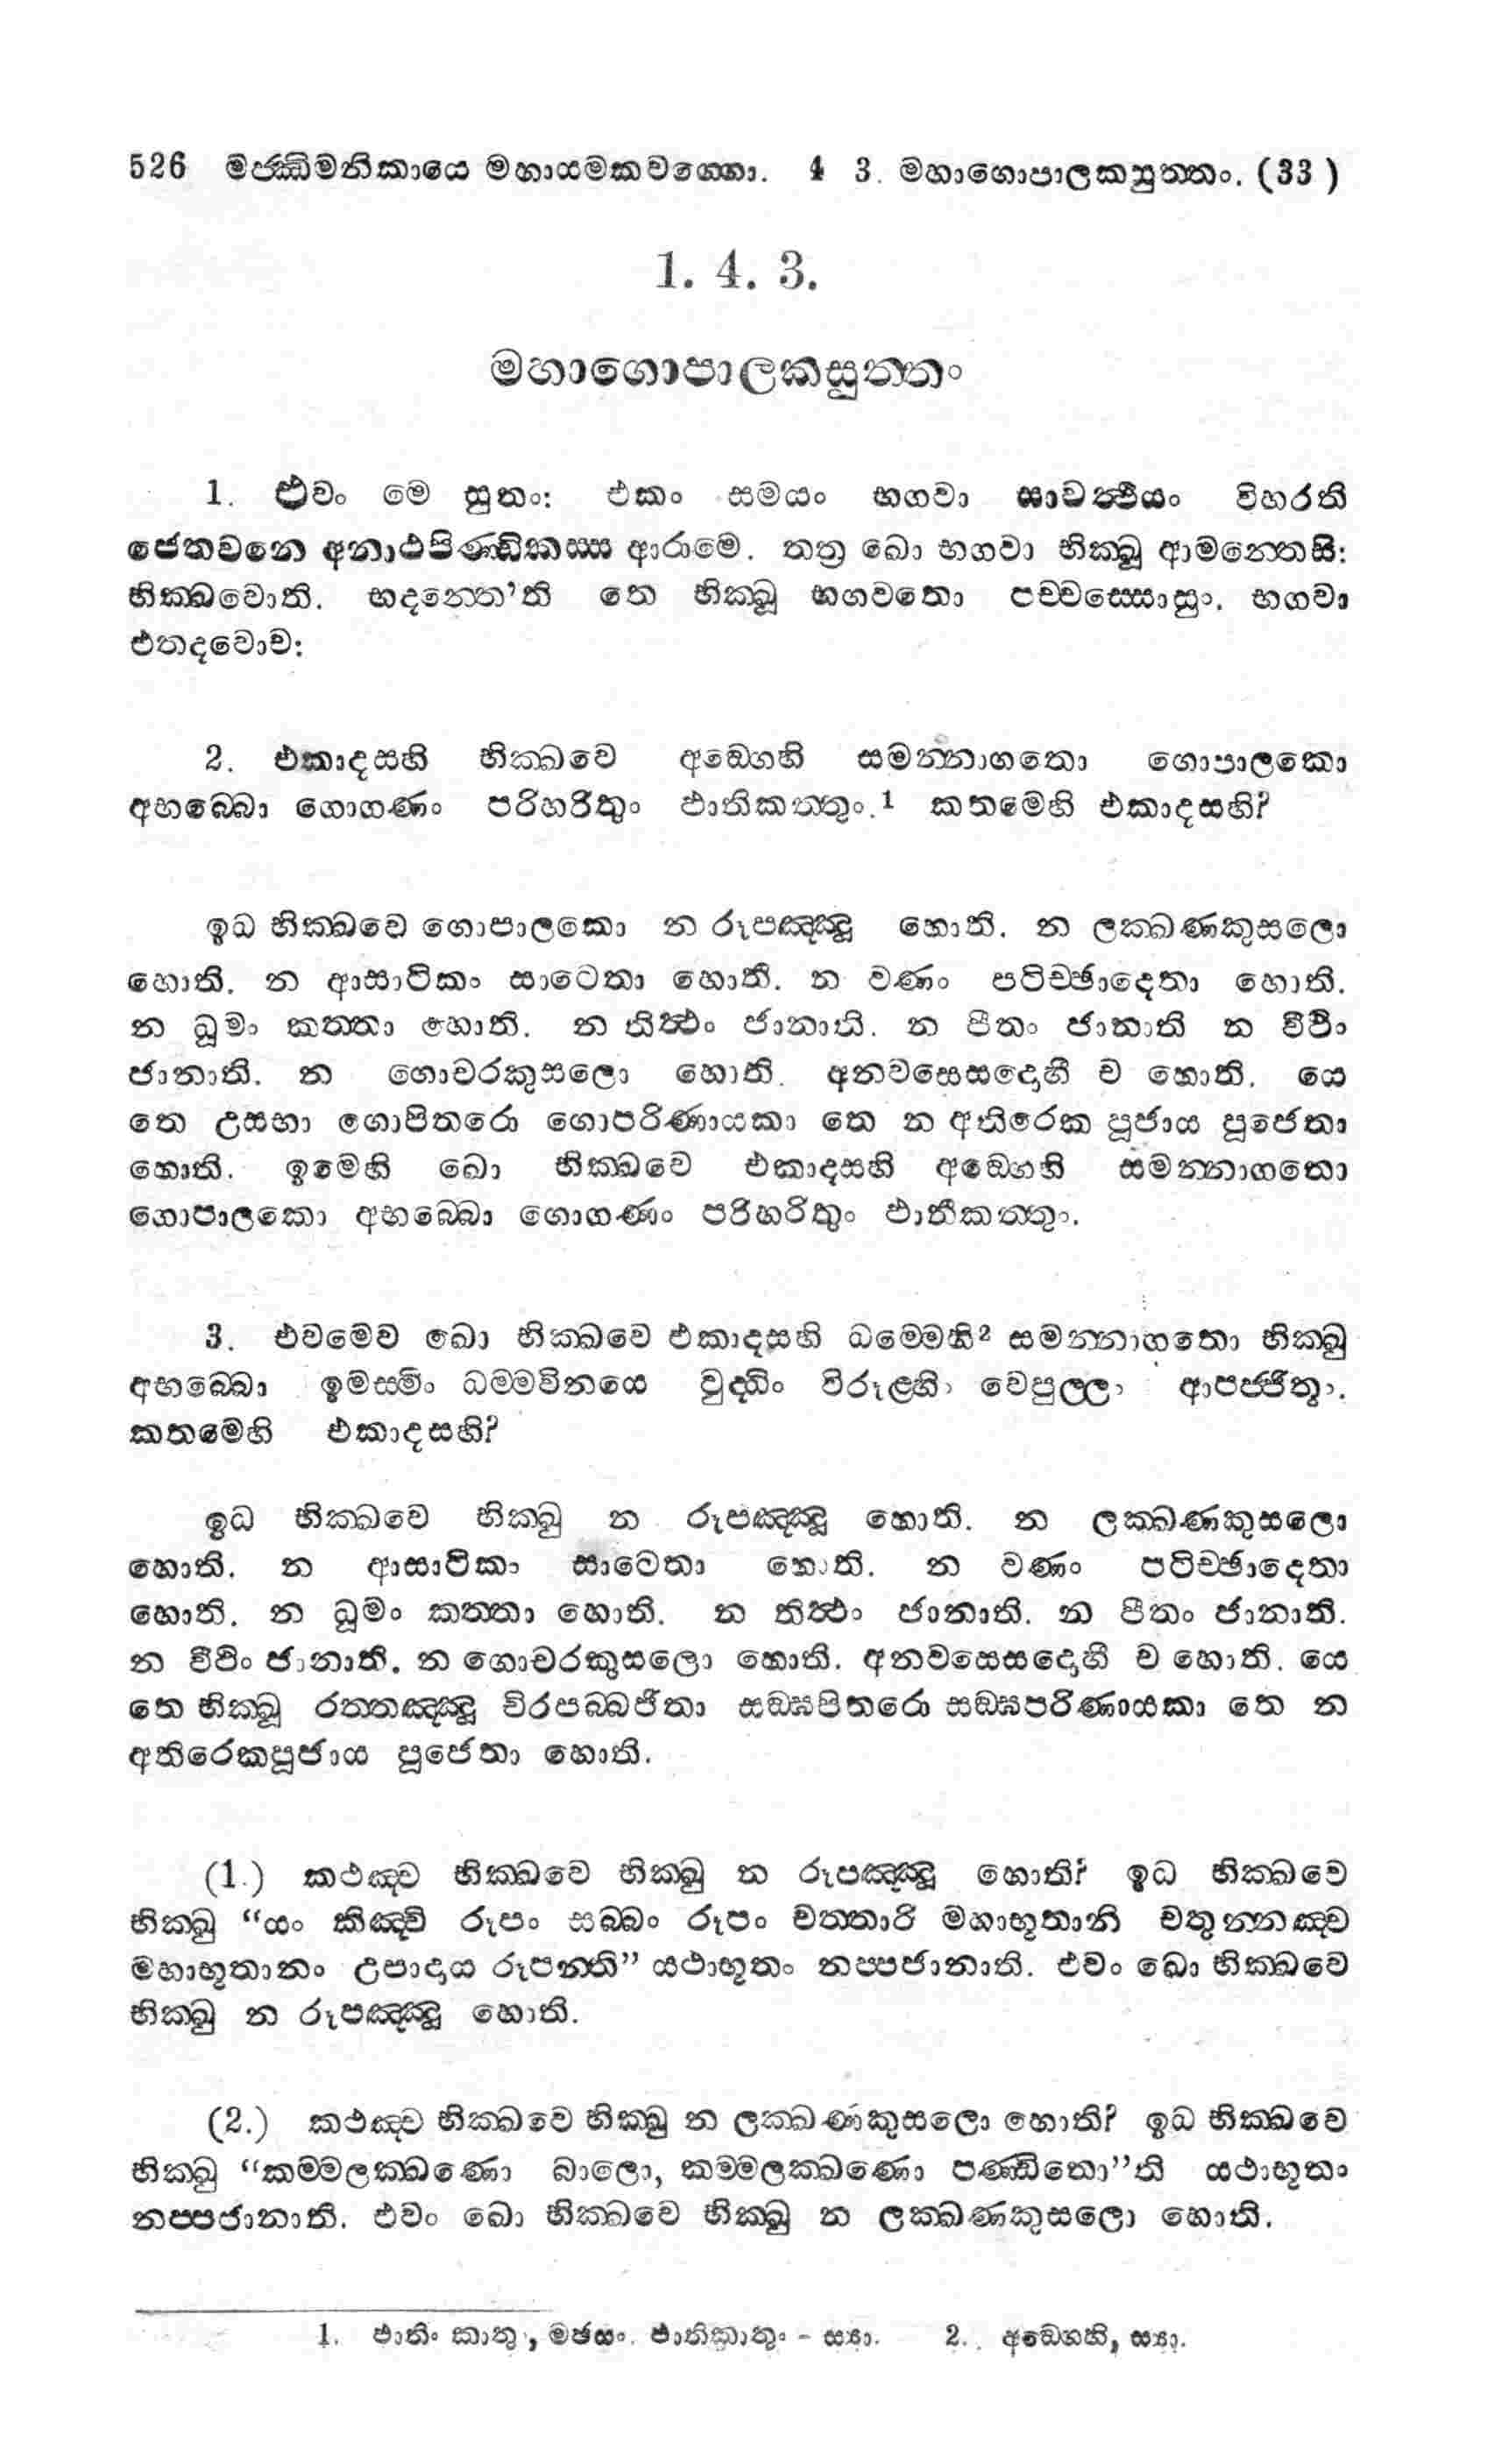 526 මජ්ඣිමනිකායෙ මහායමකවග්ගො. 4 3. මහාගොපාලකසුත්තං. (33)
1. 4. 3.
මහාගොපාලකසුත්තං
1. එවං මෙ සුතං: එකං සමයං භගවා සාවත්ථියං විහරති
ජෙතවනෙ අනාථපිණ්ඩිකස්ස ආරාමෙ. තත්‍ර ඛො භගවා භික්ඛූ ආමන්තෙසි:
භික්ඛවොති. භදන්තෙ’ති තෙ භික්ඛූ භගවතො පච්චස්සොසුං. භගවා
එතදවොච:
2. එකාදසහි භික්ඛවෙ අඞ්ගෙහි සමන්නාගතො ගොපාලකො
අභබ්බො ගොගණං පරිහරිතුං ඵාතිකත්තුං.1 කතමෙහි එකාදසහි?
ඉධ භික්ඛවෙ ගොපාලකො න රූපඤ්ඤූ හොති. න ලක්ඛණකුසලො
හොති. න ආසාටිකං සාටෙතා හොති. න වණං පටිච්ඡාදෙතා හොති.
න ධූමං කත්තා හොති. න තිත්ථං ජානාති. න පීතං ජානාති න වීථිං
ජානාති. න ගොචරකුසලො හොති. අනවසෙසදොහී ච හොති. යෙ
තෙ උසභා ගොපිතරො ගොපරිණායකා තෙ න අතිරෙක පූජාය පූජෙතා
හොති. ඉමෙහි ඛො භික්ඛවෙ එකාදසහි අඞ්ගෙහි සමන්නාගතො
ගොපාලකො අභබ්බො ගොගණං පරිහරිතුං ඵාතීකත්තුං.
3. එවමෙව ඛො භික්ඛවෙ එකාදසහි ධම්මෙහි2 සමන්නාගතො භික්ඛු
අභබ්බො ඉමස්මිං ධම්මවිනයෙ වුද්ධිං විරූළ්හිං වෙපුල්ලං ආපජ්ජිතුං.
කතමෙහි එකාදසහි?
ඉධ භික්ඛවෙ භික්ඛු න රූපඤ්ඤූ හොති. න ලක්ඛණකුසලො
හොති. න ආසාටිකං සාටෙතා හොති. න වණං පටිච්ඡාදෙතා
හොති. න ධූමං කත්තා හොති. න තිත්ථං ජානාති. න පීතං ජානාති.
න වීථිං ජානාති. න ගොචරකුසලො හොති. අනවසෙසදොහී ච හොති. යෙ
තෙ භික්ඛූ රත්තඤ්ඤූ චිරපබ්බජිතා සඞ්ඝපිතරො සඞ්ඝපරිණායකා තෙ න
අතිරෙකපූජාය පූජෙතා හොති.
(1.) කථඤ්ච භික්ඛවෙ භික්ඛු න රූපඤ්ඤූ හොති? ඉධ භික්ඛවෙ
භික්ඛු “යං කිඤ්චි රූපං සබ්බං රූපං චත්තාරි මහාභූතානි චතුන්නඤ්ච
මහාභූතානං උපාදාය රූපන්ති” යථාභූතං නප්පජානාති. එවං ඛො භික්ඛවෙ
භික්ඛු න රූපඤ්ඤූ හොති.
(2.) කථඤ්ච භික්ඛවෙ භික්ඛු න ලක්ඛණකුසලො හොති? ඉධ භික්ඛවෙ
භික්ඛු “කම්මලක්ඛණො බාලො, කම්මලක්ඛණො පණ්ඩිතො”ති යථාභූතං
නප්පජානාති. එවං ඛො භික්ඛවෙ භික්ඛු න ලක්ඛණකුසලො හොති.
1. ඵාතිං කාතුං, මඡසං. ඵාතිකාතුං - ස්‍යා. 2. අඞ්ගෙහි, ස්‍යා.